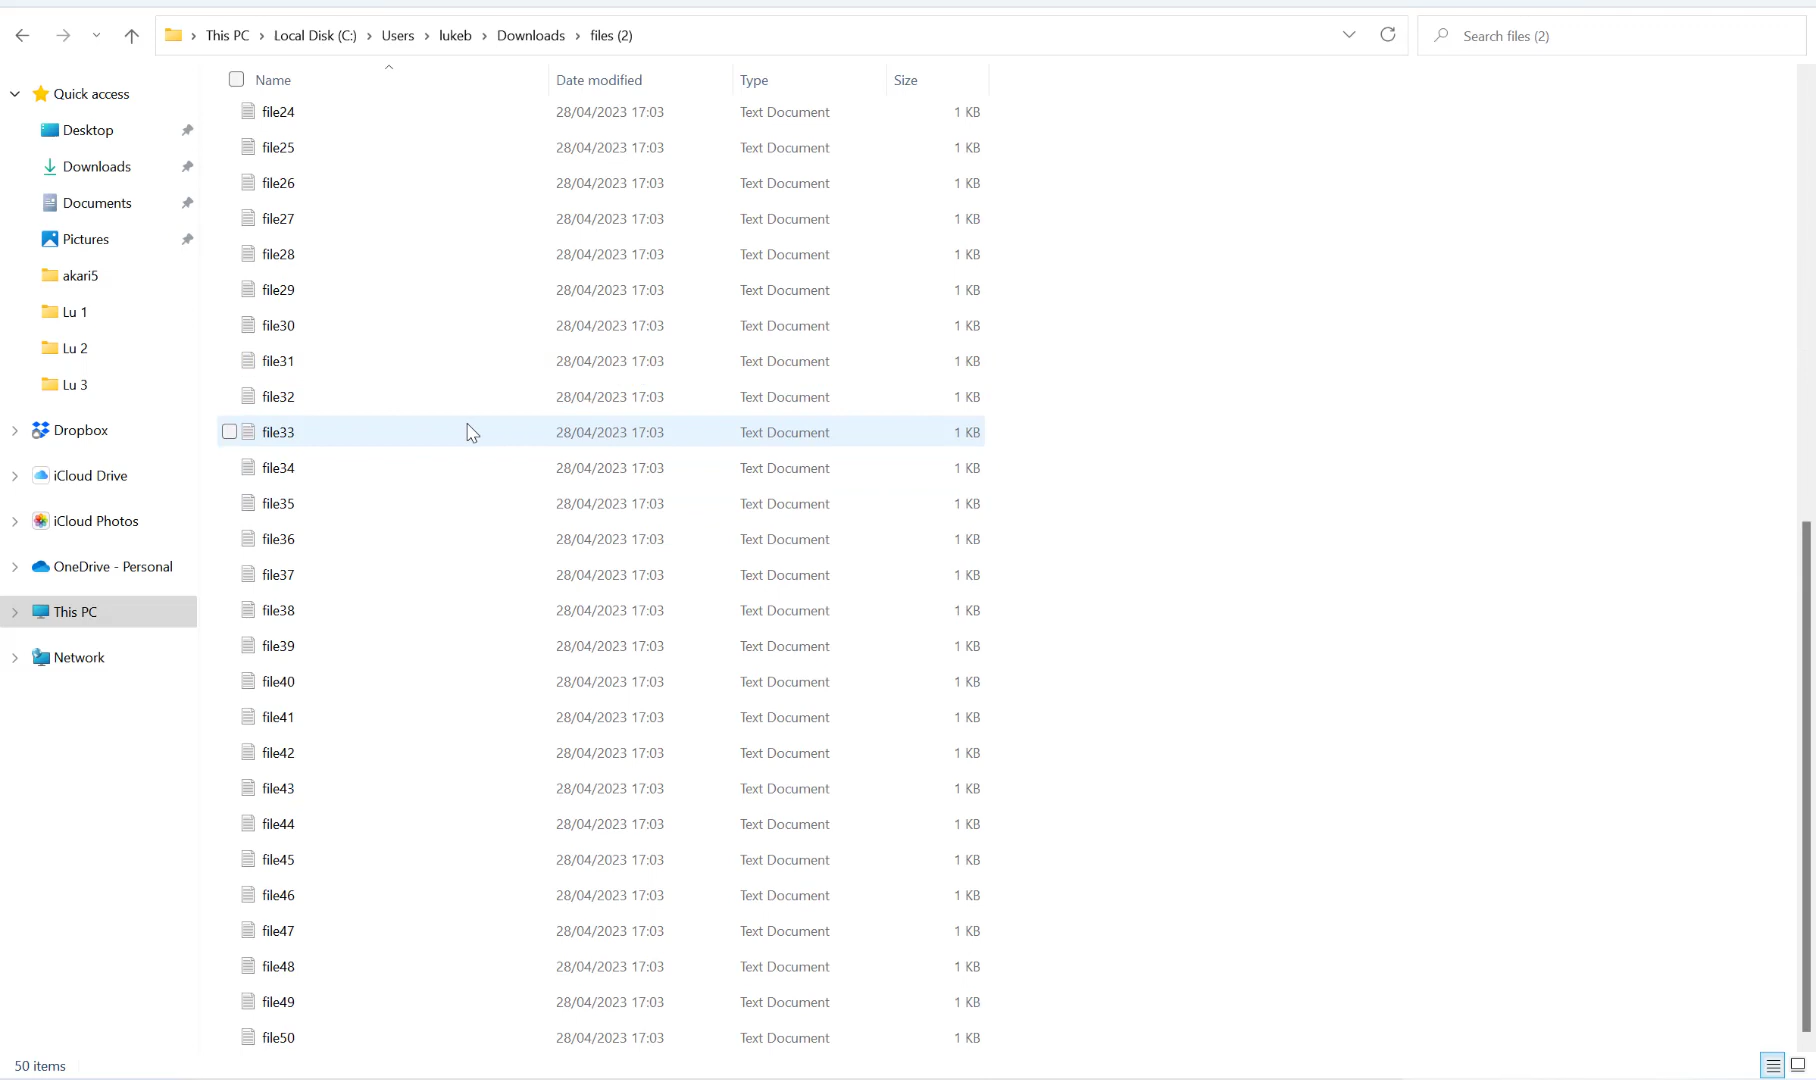 This PC > Local Disk (C:) > Users > lukeb > Downloads > files (2)
Search files (2)
Quick access
Desktop
Downloads
Documents
Pictures
akari5
Lu 1
Lu 2
Lu 3
Dropbox
iCloud Drive
iCloud Photos
OneDrive - Personal
This PC
Network
Name Date modified Type Size
file24 28/04/2023 17:03 Text Document 1 KB
file25 28/04/2023 17:03 Text Document 1 KB
file26 28/04/2023 17:03 Text Document 1 KB
file27 28/04/2023 17:03 Text Document 1 KB
file28 28/04/2023 17:03 Text Document 1 KB
file29 28/04/2023 17:03 Text Document 1 KB
file30 28/04/2023 17:03 Text Document 1 KB
file31 28/04/2023 17:03 Text Document 1 KB
file32 28/04/2023 17:03 Text Document 1 KB
file33 28/04/2023 17:03 Text Document 1 KB
file34 28/04/2023 17:03 Text Document 1 KB
file35 28/04/2023 17:03 Text Document 1 KB
file36 28/04/2023 17:03 Text Document 1 KB
file37 28/04/2023 17:03 Text Document 1 KB
file38 28/04/2023 17:03 Text Document 1 KB
file39 28/04/2023 17:03 Text Document 1 KB
file40 28/04/2023 17:03 Text Document 1 KB
file41 28/04/2023 17:03 Text Document 1 KB
file42 28/04/2023 17:03 Text Document 1 KB
file43 28/04/2023 17:03 Text Document 1 KB
file44 28/04/2023 17:03 Text Document 1 KB
file45 28/04/2023 17:03 Text Document 1 KB
file46 28/04/2023 17:03 Text Document 1 KB
file47 28/04/2023 17:03 Text Document 1 KB
file48 28/04/2023 17:03 Text Document 1 KB
file49 28/04/2023 17:03 Text Document 1 KB
file50 28/04/2023 17:03 Text Document 1 KB
50 items